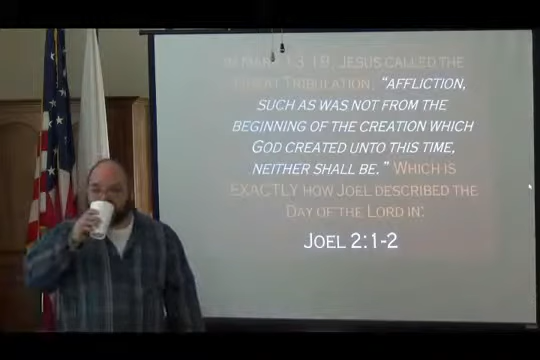 In Mark 13:19, Jesus called the
Great Tribulation, “affliction,
such as was not from the
beginning of the creation which
God created unto this time,
neither shall be.” Which is
exactly how Joel described the
Day of the Lord in:
Joel 2:1-2